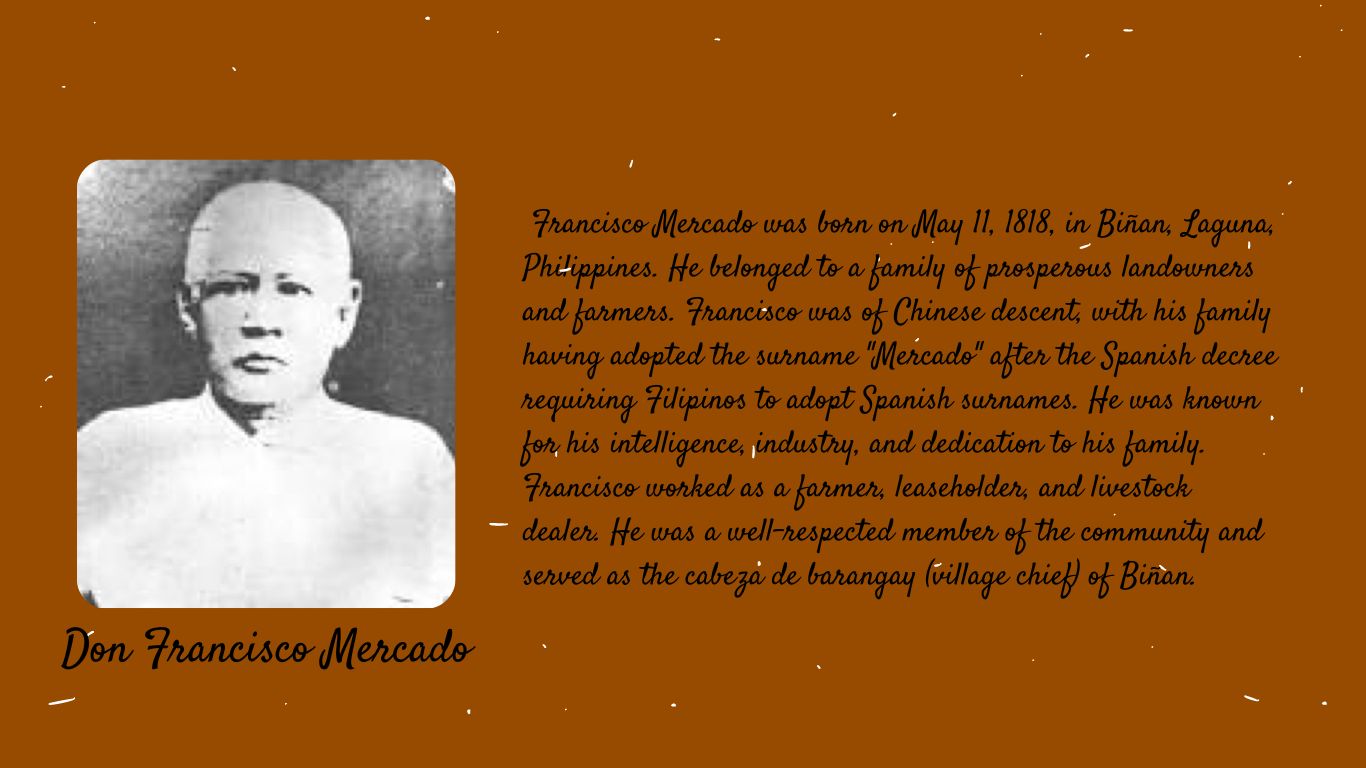 Francisco Mercado was born on May 11, 1818, in Biñan, Laguna,
Philippines. He belonged to a family of prosperous landowners
and farmers. Francisco was of Chinese descent, with his family
having adopted the surname "Mercado" after the Spanish decree
requiring Filipinos to adopt Spanish surnames. He was known
for his intelligence, industry, and dedication to his family.
Francisco worked as a farmer, leaseholder, and livestock
dealer. He was a well-respected member of the community and
served as the cabeza de barangay (village chief) of Biñan.
Don Francisco Mercado